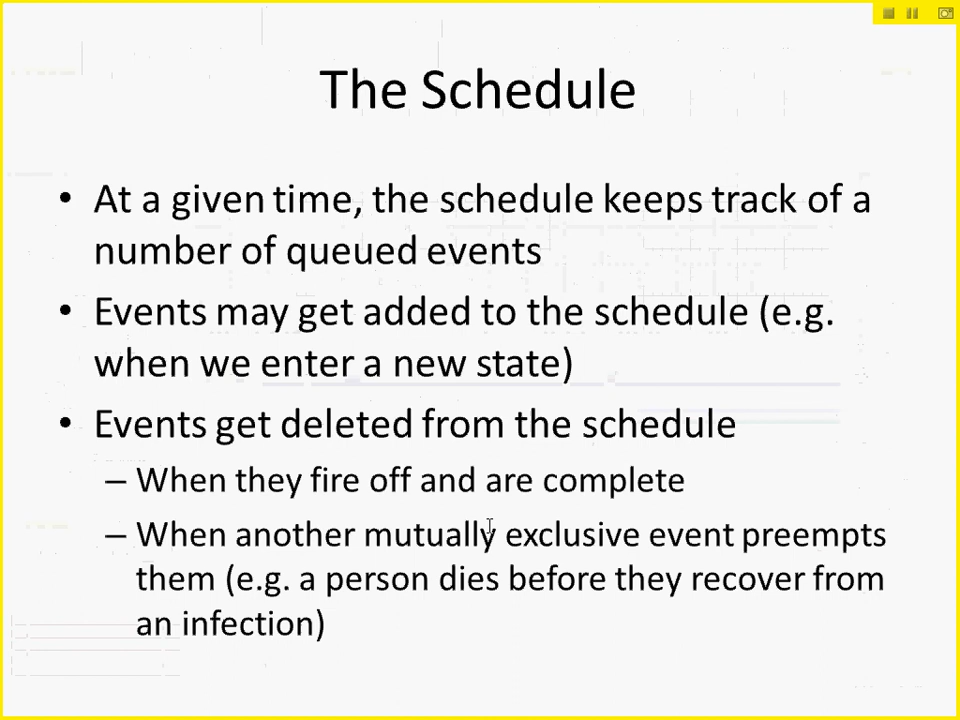 The Schedule
• At a given time, the schedule keeps track of a
number of queued events
• Events may get added to the schedule (e.g.
when we enter a new state)
• Events get deleted from the schedule
– When they fire off and are complete
– When another mutually exclusive event preempts
them (e.g. a person dies before they recover from
an infection)